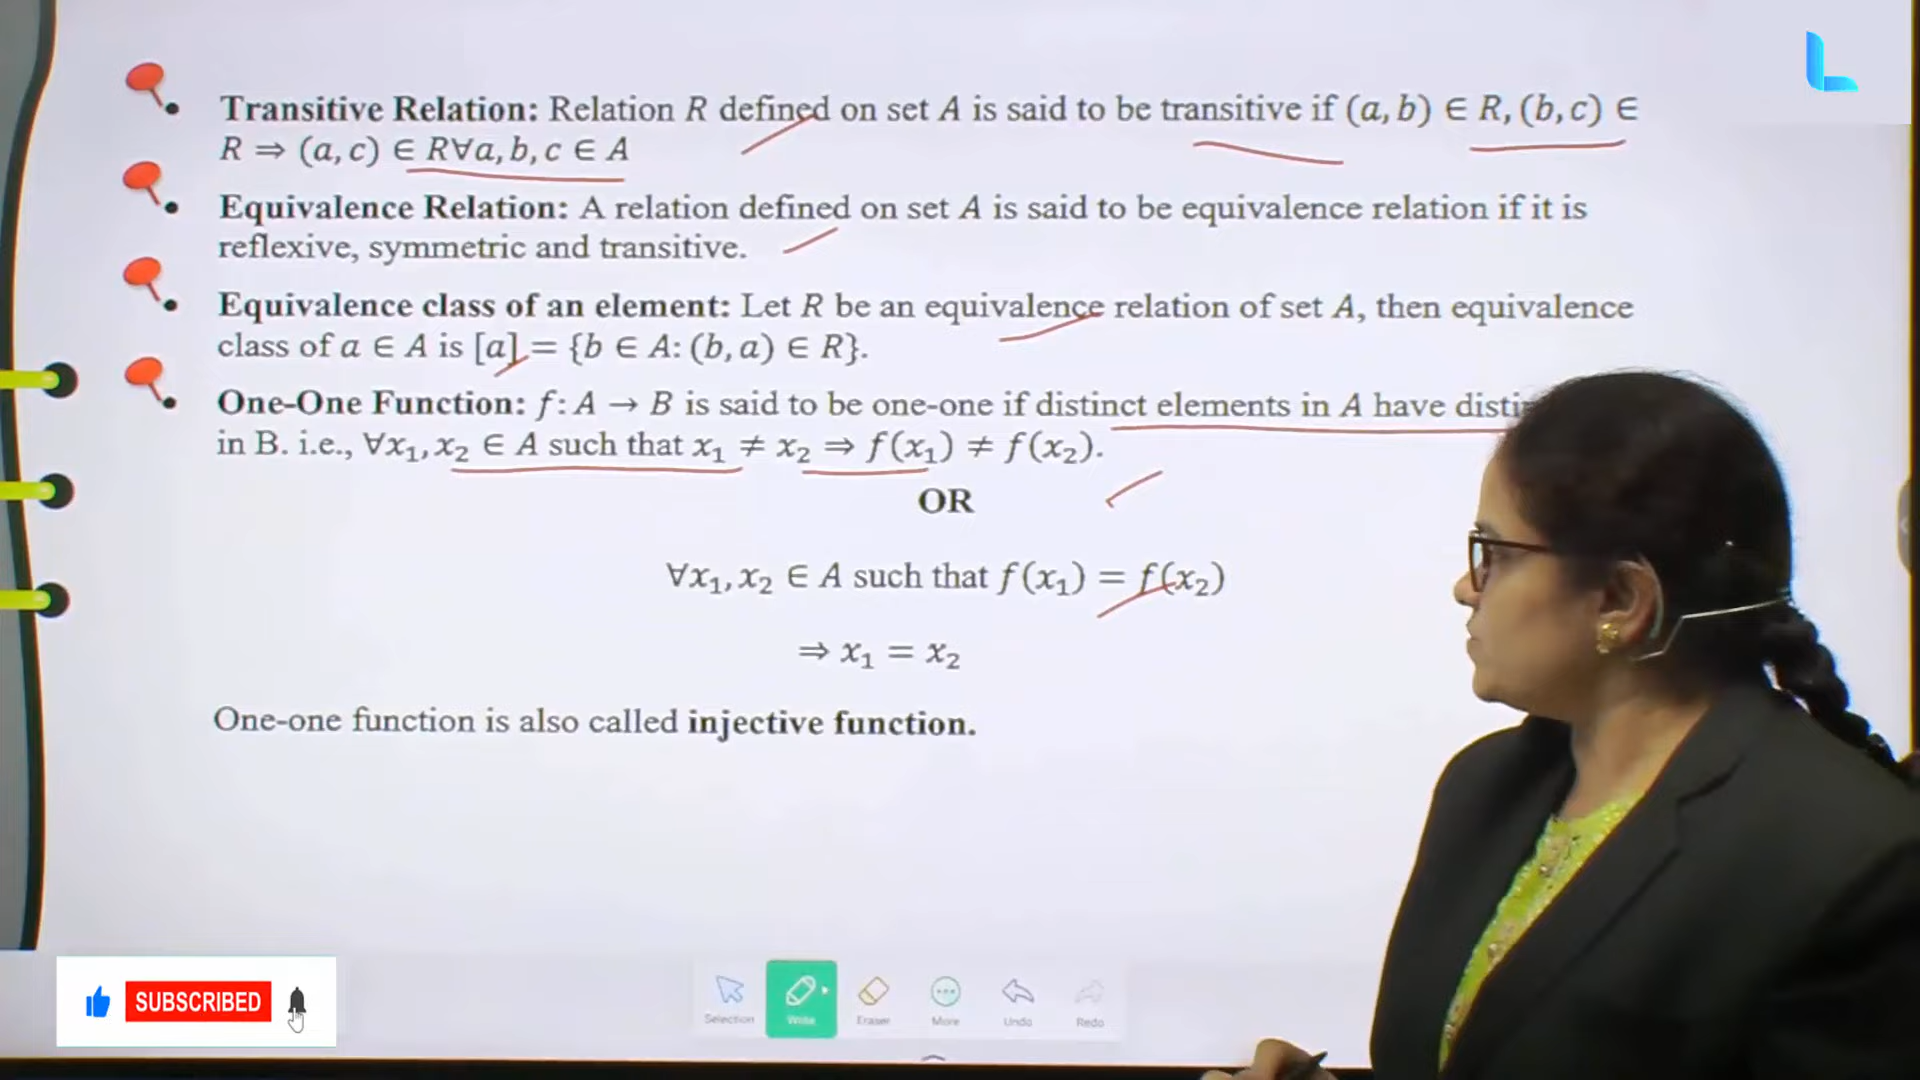 Transitive Relation: Relation R defined on set A is said to be transitive if (a, b) ∈ R, (b, c) ∈
R ⇒ (a, c) ∈ R∀a, b, c ∈ A
Equivalence Relation: A relation defined on set A is said to be equivalence relation if it is
reflexive, symmetric and transitive.
Equivalence class of an element: Let R be an equivalence relation of set A, then equivalence
class of a ∈ A is [a] = {b ∈ A: (b, a) ∈ R}.
One-One Function: f: A → B is said to be one-one if distinct elements in A have
in B. i.e., ∀x₁, x₂ ∈ A such that x₁ ≠ x₂ ⇒ f(x₁) ≠ f(x₂).
OR
∀x₁, x₂ ∈ A such that f(x₁) = f(x₂)
⇒ x₁ = x₂
One-one function is also called injective function.
SUBSCRIBED
Selection Write Eraser More Undo Redo